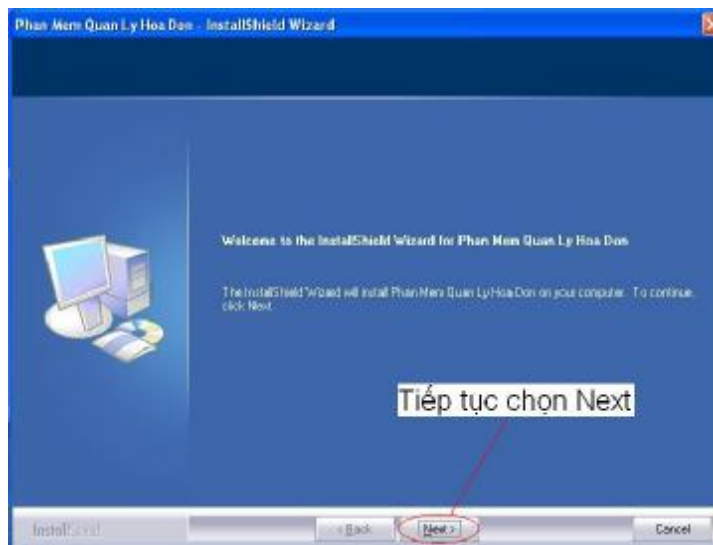 Phan Mem Quan Ly Hoa Don - InstallShield Wizard
Welcome to the InstallShield Wizard for Phan Mem Quan Ly Hoa Don
The InstallShield Wizard will install Phan Mem Quan Ly Hoa Don on your computer. To continue,
click Next
Tiếp tục chọn Next
InstallShield
< Back
Next >
Cancel